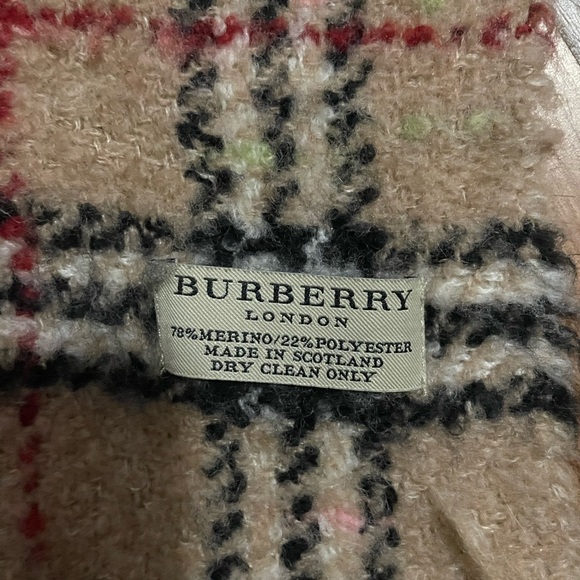 BURBERRY
LONDON
78%MERINO/22%POLYESTER
MADE IN SCOTLAND
DRY CLEAN ONLY